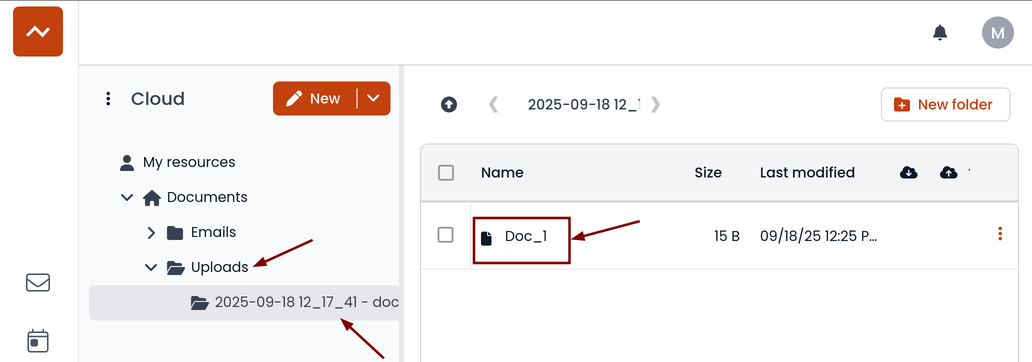 M
Cloud
New
2025-09-18 12_1
New folder
My resources
Documents
Emails
Uploads
2025-09-18 12_17_41 - doc
Name Size Last modified
Doc_1 15 B 09/18/25 12:25 P...